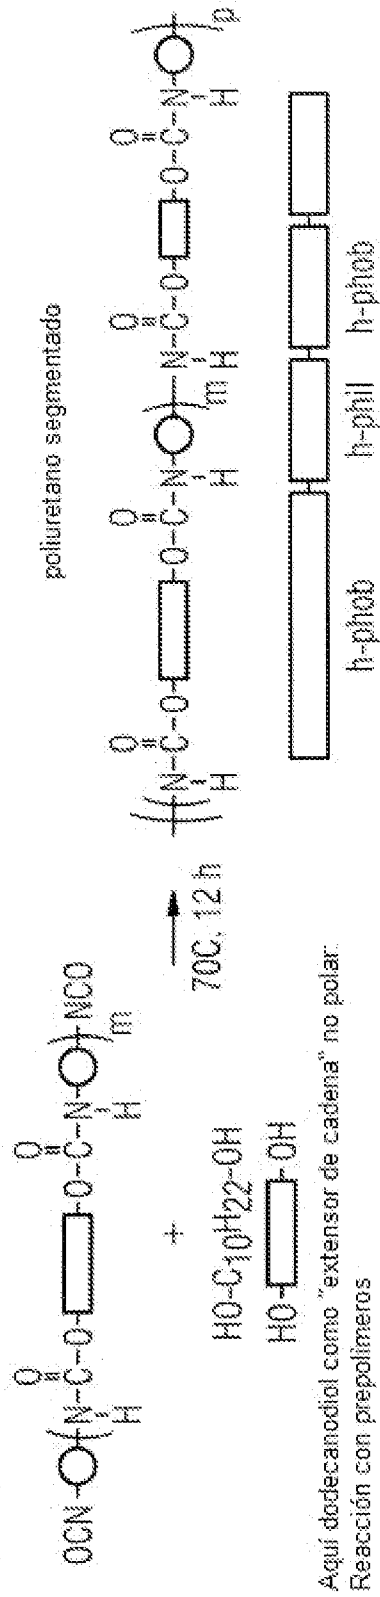 O O
OCN N-C-O O-C-N NCO
H H m
+
HO-C10H22-OH
HO OH
Aquí dodecanodiol como "extensor de cadena" no polar:
Reacción con prepolímeros
70C. 12 h
poliuretano segmentado
O O O O
N-C-O O-C-N N-C-O O-C-N
H H m H H p
h-phob h-phil h-phob